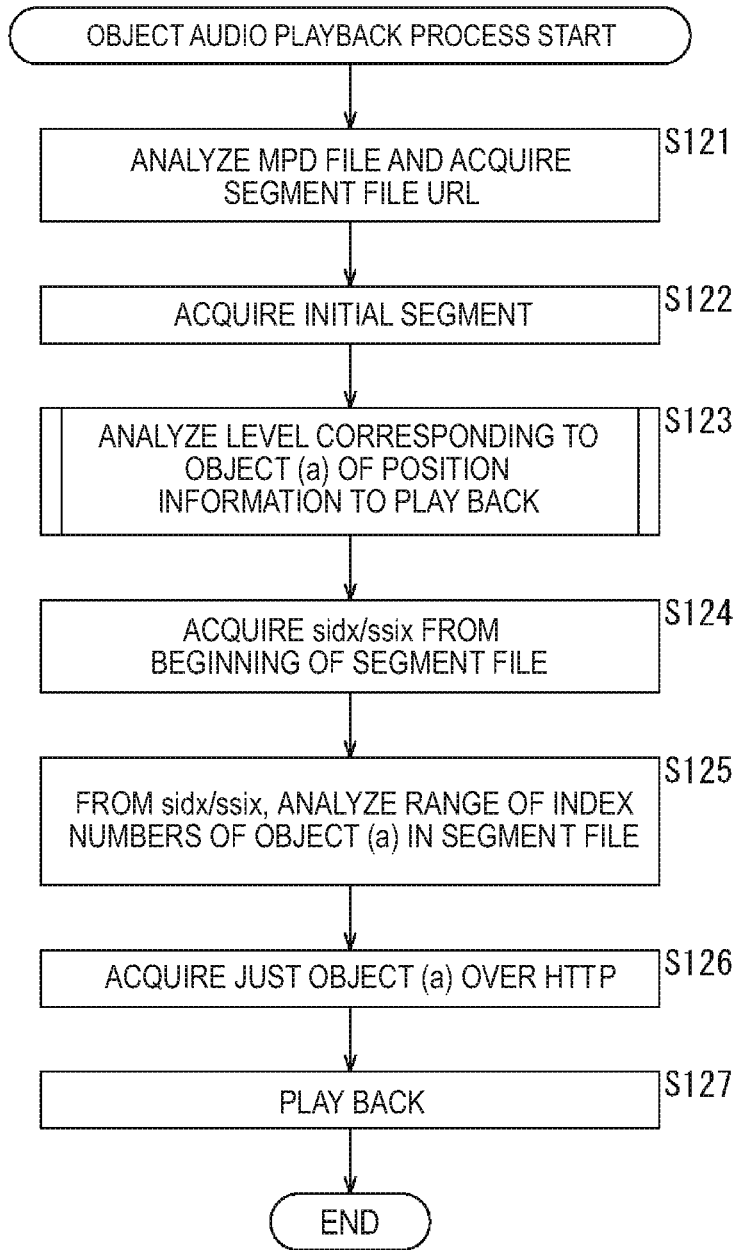 OBJECT AUDIO PLAYBACK PROCESS START
S121
ANALYZE MPD FILE AND ACQUIRE
SEGMENT FILE URL
S122
ACQUIRE INITIAL SEGMENT
S123
ANALYZE LEVEL CORRESPONDING TO
OBJECT (a) OF POSITION
INFORMATION TO PLAY BACK
S124
ACQUIRE sidx/ssix FROM
BEGINNING OF SEGMENT FILE
S125
FROM sidx/ssix, ANALYZE RANGE OF INDEX
NUMBERS OF OBJECT (a) IN SEGMENT FILE
S126
ACQUIRE JUST OBJECT (a) OVER HTTP
S127
PLAY BACK
END